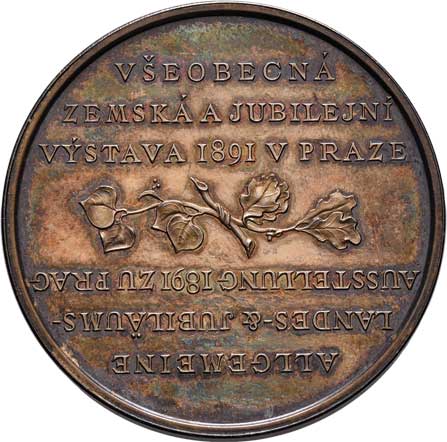 VŠEOBECNÁ
ZEMSKÁ A JUBILEJNÍ
VÝSTAVA 1891 V PRAZE
ALLGEMEINE
LANDES-& JUBILÄUMS-
AUSSTELLUNG 1891 ZU PRAG